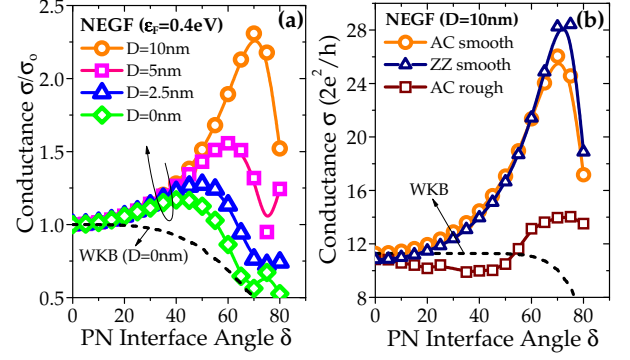 NEGF (εF=0.4eV)
(a)
D=10nm
D=5nm
D=2.5nm
D=0nm
WKB (D=0nm)
2.5
2.0
1.5
1.0
0.5
0 20 40 60 80
Conductance σ/σo
PN Interface Angle δ
NEGF (D=10nm)
(b)
AC smooth
ZZ smooth
AC rough
WKB
28
24
20
16
12
8
0 20 40 60 80
Conductance σ (2e²/h)
PN Interface Angle δ